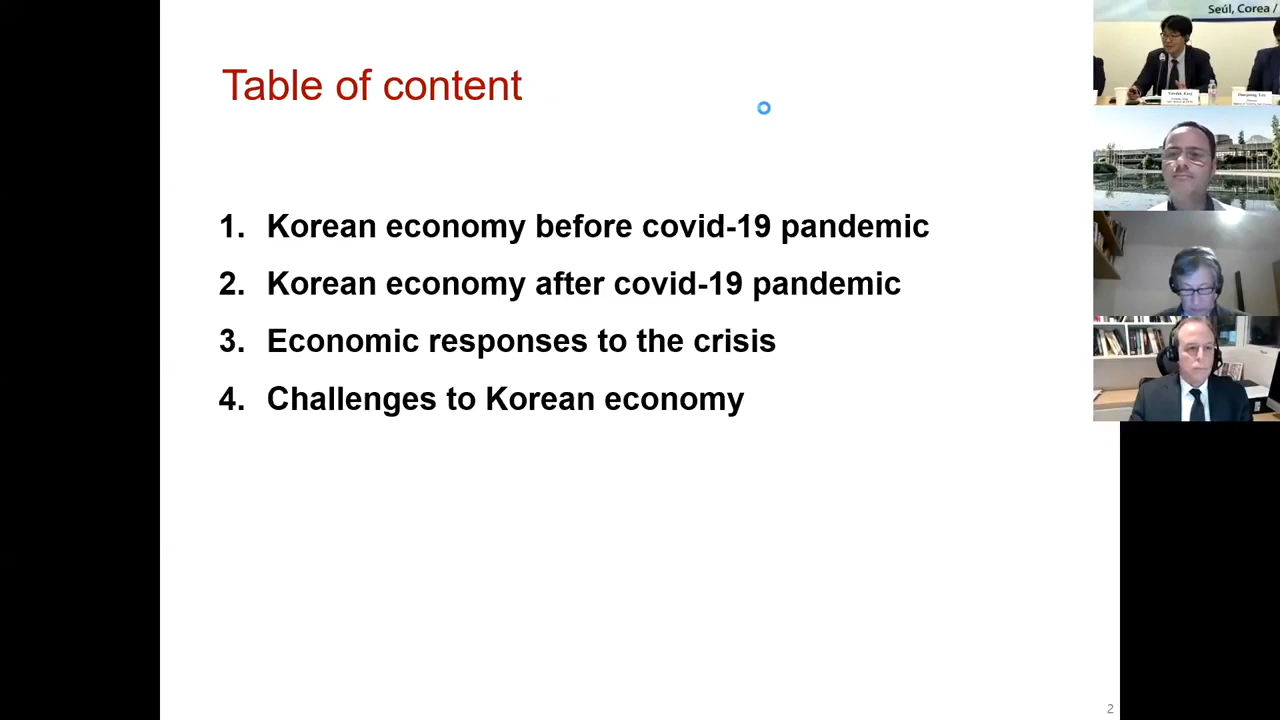 Seúl, Corea /
Table of content
1. Korean economy before covid-19 pandemic
2. Korean economy after covid-19 pandemic
3. Economic responses to the crisis
4. Challenges to Korean economy
2